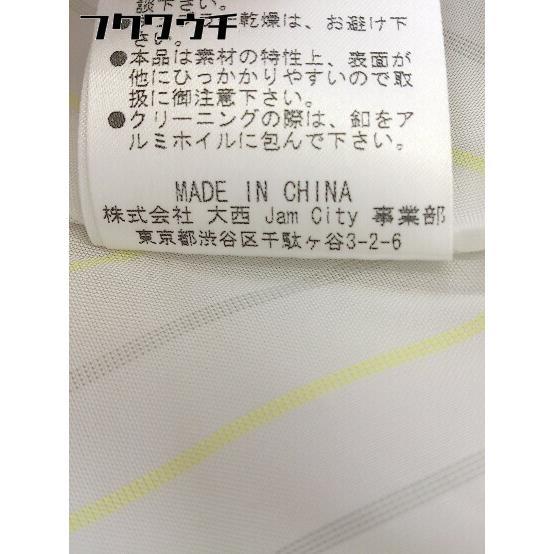 談下さい。
フクウウチ
乾燥は、お避け下さい。
●本品は素材の特性上、表面が
他にひっかかりやすいので取
扱に御注意下さい。
●クリーニングの際は、釦をア
ルミホイルに包んで下さい。
MADE IN CHINA
株式会社 大西 Jam City 事業部
東京都渋谷区千駄ヶ谷3-2-6